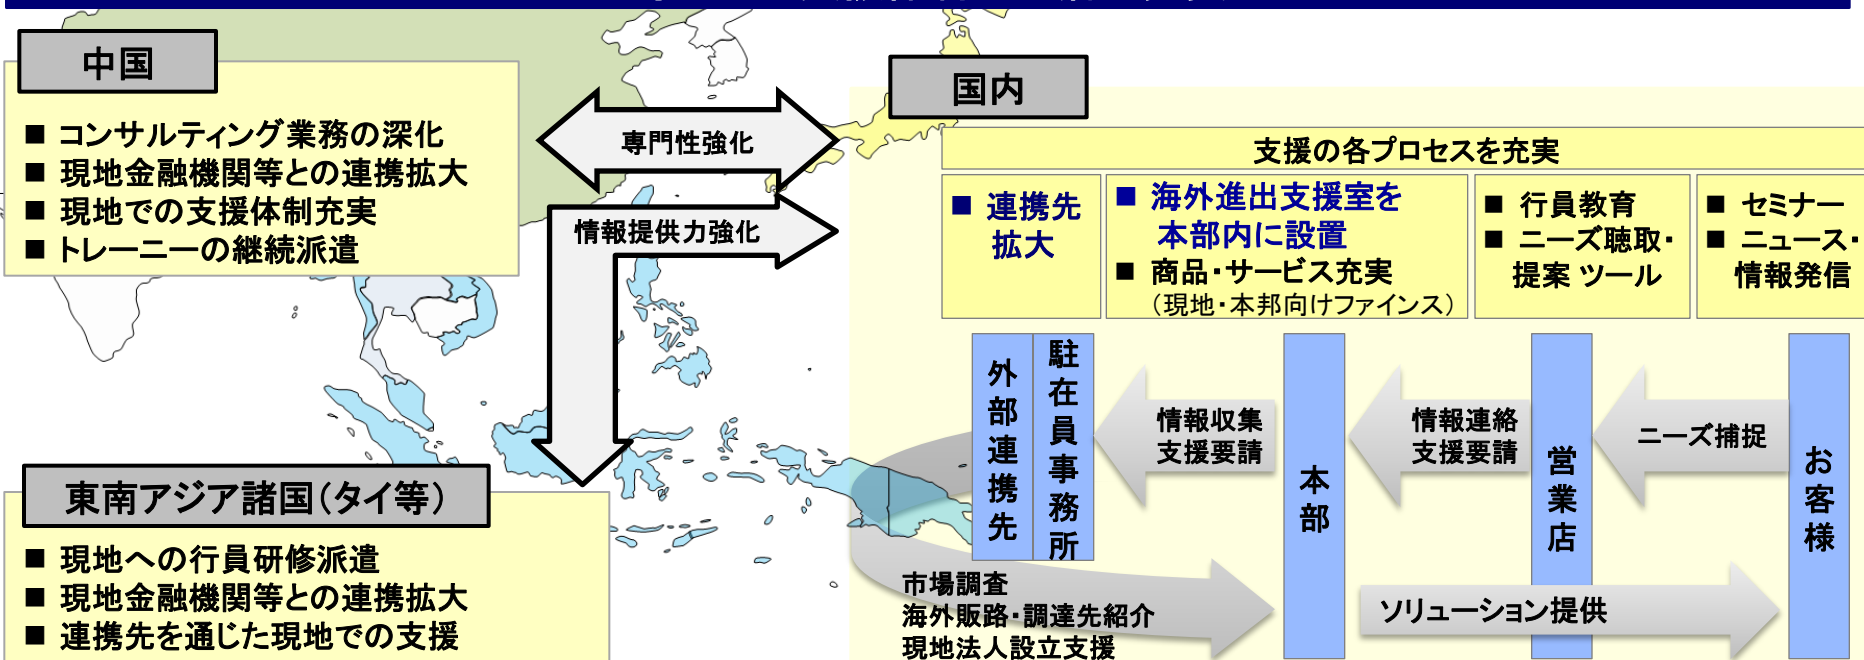 中国
■ コンサルティング業務の深化
■ 現地金融機関等との連携拡大
■ 現地での支援体制充実
■ トレーニーの継続派遣
専門性強化
情報提供力強化
東南アジア諸国(タイ等)
■ 現地への行員研修派遣
■ 現地金融機関等との連携拡大
■ 連携先を通じた現地での支援
国内
支援の各プロセスを充実
■ 連携先
拡大
■ 海外進出支援室を
本部内に設置
■ 商品・サービス充実
(現地・本邦向けファインス)
■ 行員教育
■ ニーズ聴取・
提案 ツール
■ セミナー
■ ニュース・
情報発信
外部連携先
駐在員事務所
情報収集
支援要請
本部
情報連絡
支援要請
営業店
ニーズ捕捉
お客様
市場調査
海外販路・調達先紹介
現地法人設立支援
ソリューション提供